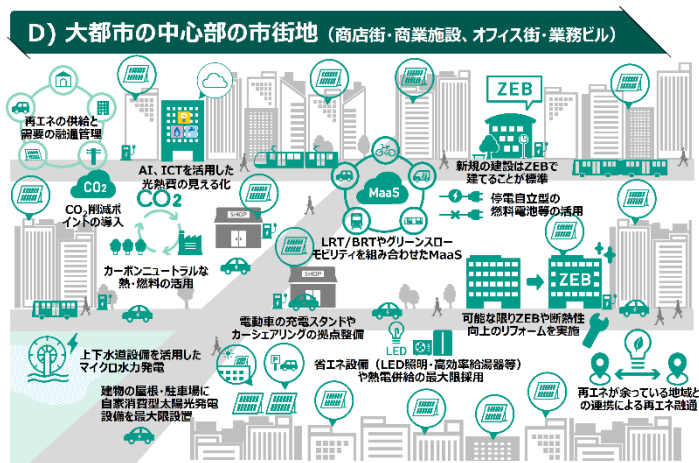 D) 大都市の中心部の市街地（商店街・商業施設、オフィス街・業務ビル）
再エネの供給と
需要の融通管理
AI、ICTを活用した
光熱費の見える化
ZEB
新規の建設はZEBで
建てることが標準
CO2
CO2削減ポ
イントの導入
CO2
カーボンニュートラルな
熱・燃料の活用
SHOP
SHOP
MaaS
LRT/BRTやグリーンスロー
モビリティを組み合わせたMaaS
停電自立型の
燃料電池等の活用
ZEB
可能な限りZEBや断熱性
向上のリフォームを実施
電動車の充電スタンドや
カーシェアリングの拠点整備
LED
省エネ設備（LED照明・高効率給湯器等）
や熱電併給の最大限採用
上下水道設備を活用した
マイクロ水力発電
建物の屋根・駐車場に
自家消費型太陽光発電
設備を最大限設置
P
再エネが余っている地域と
の連携による再エネ融通